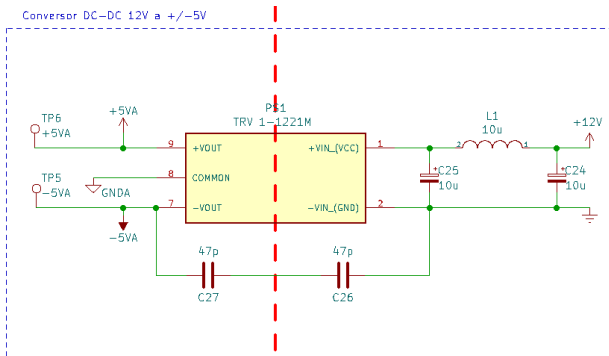 Conversor DC-DC 12V a +/-5V
PS1
TRV 1-1221M
TP6
+5VA
+5VA
L1
10u
+12V
9
+VOUT
+VIN_(VCC)
1
2
1
8
COMMON
C25
10u
C24
10u
TP5
-5VA
GNDA
7
-VOUT
-VIN_(GND)
2
-5VA
47p
47p
C27
C26